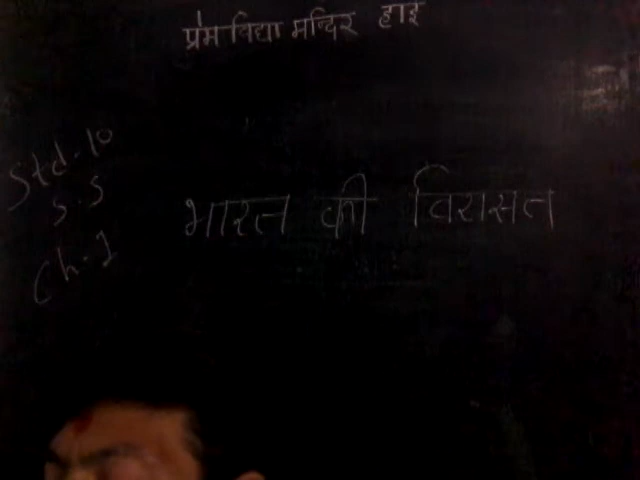 प्रेम विद्या मन्दिर हाइ
Std. 10
S.S
Ch. 1
भारत की विरासत